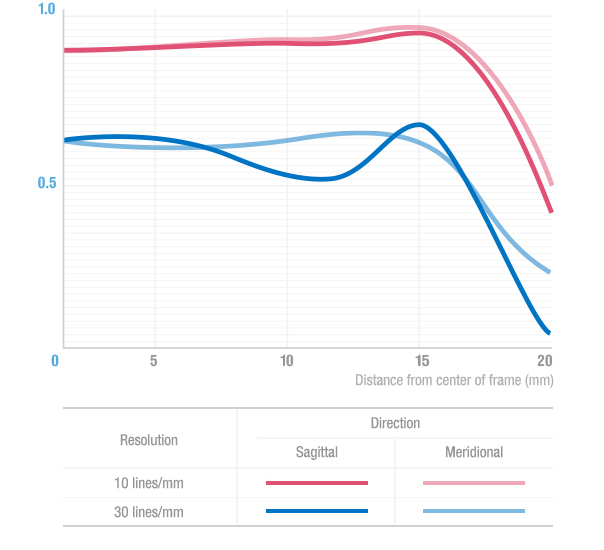 1.0
0.5
0 5 10 15 20
Distance from center of frame (mm)
Resolution Direction
Sagittal Meridional
10 lines/mm
30 lines/mm